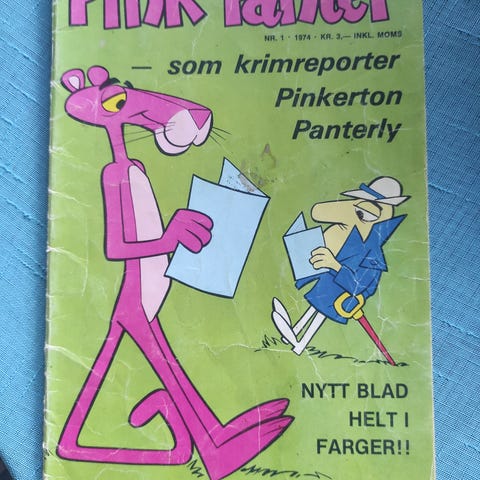 Pink Panter
NR. 1 · 1974 · KR. 3,— INKL. MOMS
— som krimreporter
Pinkerton
Panterly
NYTT BLAD
HELT I
FARGER!!